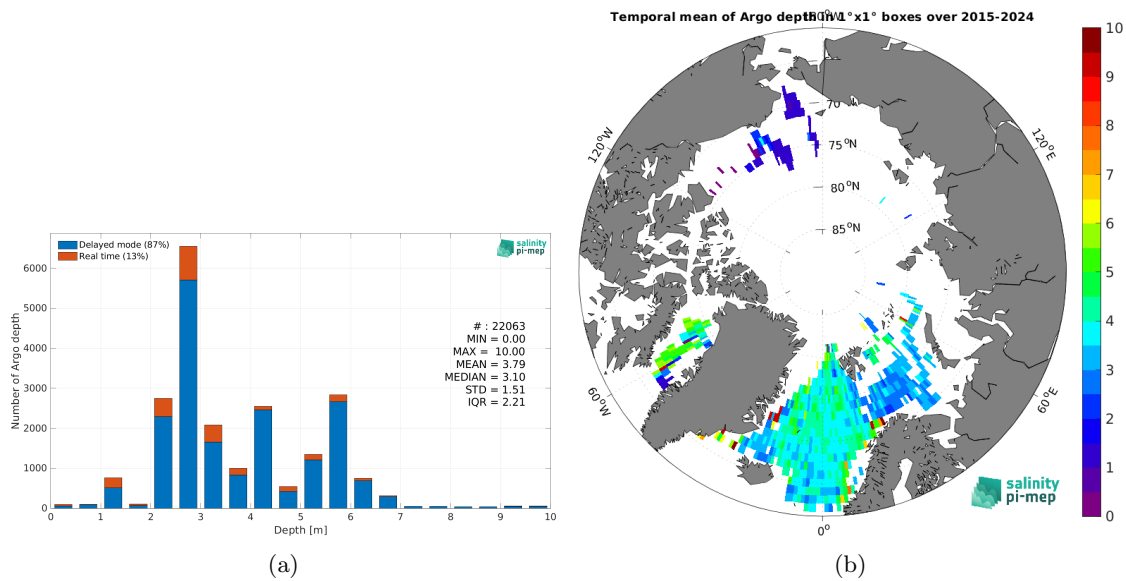 Temporal mean of Argo depth in 1°x1° boxes over 2015-2024
180°W
120°W
120°E
70
75°N
80°N
85°N
60°W
60°E
0°
salinity
pi-mep
10
9
8
7
6
5
4
3
2
1
0
Delayed mode (87%)
Real time (13%)
salinity
pi-mep
# : 22063
MIN = 0.00
MAX = 10.00
MEAN = 3.79
MEDIAN = 3.10
STD = 1.51
IQR = 2.21
Number of Argo depth
6000
5000
4000
3000
2000
1000
0
0 1 2 3 4 5 6 7 8 9 10
Depth [m]
(a)
(b)